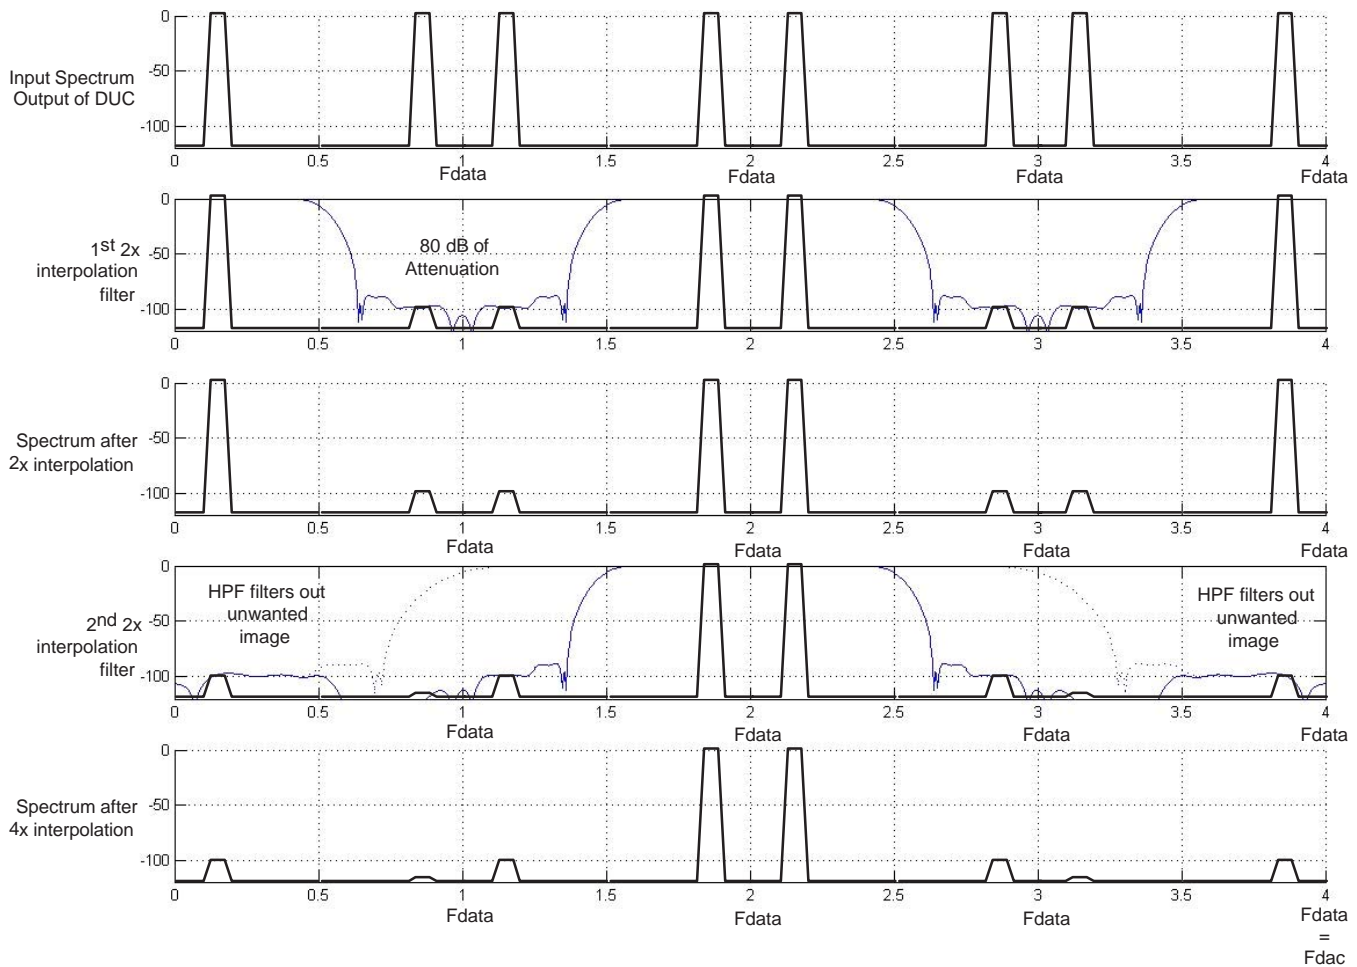 0
-50
-100
Input Spectrum
Output of DUC
0 0.5 1 1.5 2 2.5 3 3.5 4
Fdata Fdata Fdata Fdata
0
-50
-100
1st 2x
interpolation
filter
80 dB of
Attenuation
0 0.5 1 1.5 2 2.5 3 3.5 4
0
-50
-100
Spectrum after
2x interpolation
0 0.5 1 1.5 2 2.5 3 3.5 4
Fdata Fdata Fdata Fdata
0
-50
-100
2nd 2x
interpolation
filter
HPF filters out
unwanted
image
HPF filters out
unwanted
image
0 0.5 1 1.5 2 2.5 3 3.5 4
Fdata Fdata Fdata Fdata
0
-50
-100
Spectrum after
4x interpolation
0 0.5 1 1.5 2 2.5 3 3.5 4
Fdata Fdata Fdata Fdata
=
Fdac